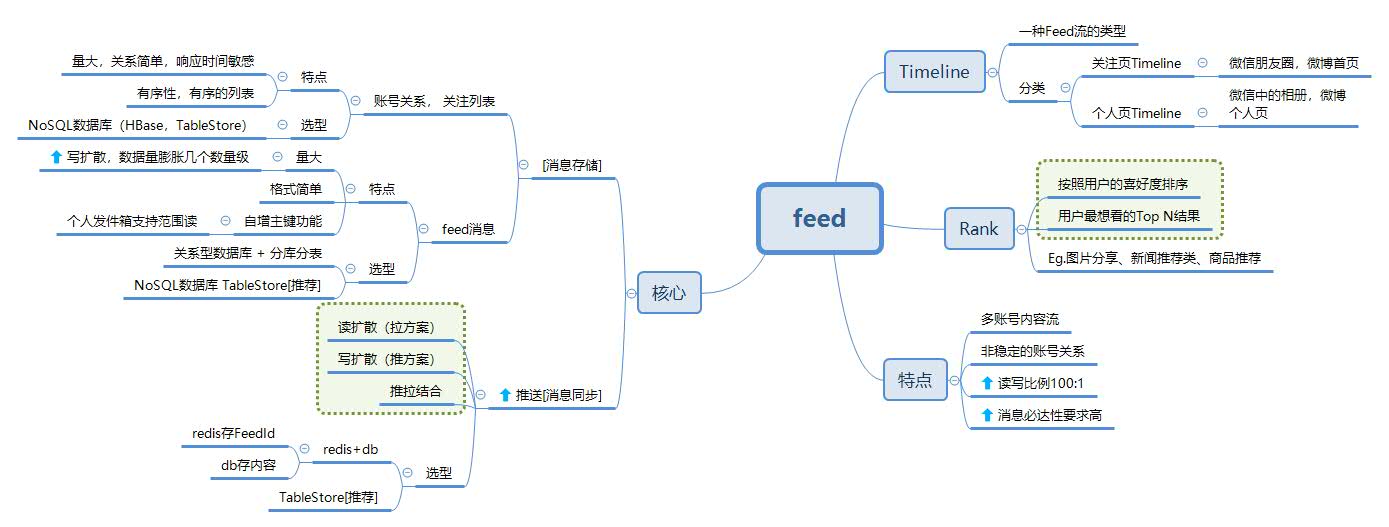 feed
Timeline
一种Feed流的类型
分类
关注页Timeline
微信朋友圈，微博首页
个人页Timeline
微信中的相册，微博
个人页
Rank
按照用户的喜好度排序
用户最想看的Top N结果
Eg.图片分享、新闻推荐类、商品推荐
特点
多账号内容流
非稳定的账号关系
读写比例100:1
消息必达性要求高
核心
[消息存储]
账号关系， 关注列表
特点
量大，关系简单，响应时间敏感
有序性，有序的列表
选型
NoSQL数据库（HBase，TableStore）
feed消息
特点
量大
写扩散，数据量膨胀几个数量级
格式简单
自增主键功能
个人发件箱支持范围读
选型
关系型数据库 + 分库分表
NoSQL数据库 TableStore[推荐]
推送[消息同步]
读扩散（拉方案）
写扩散（推方案）
推拉结合
选型
redis+db
redis存FeedId
db存内容
TableStore[推荐]